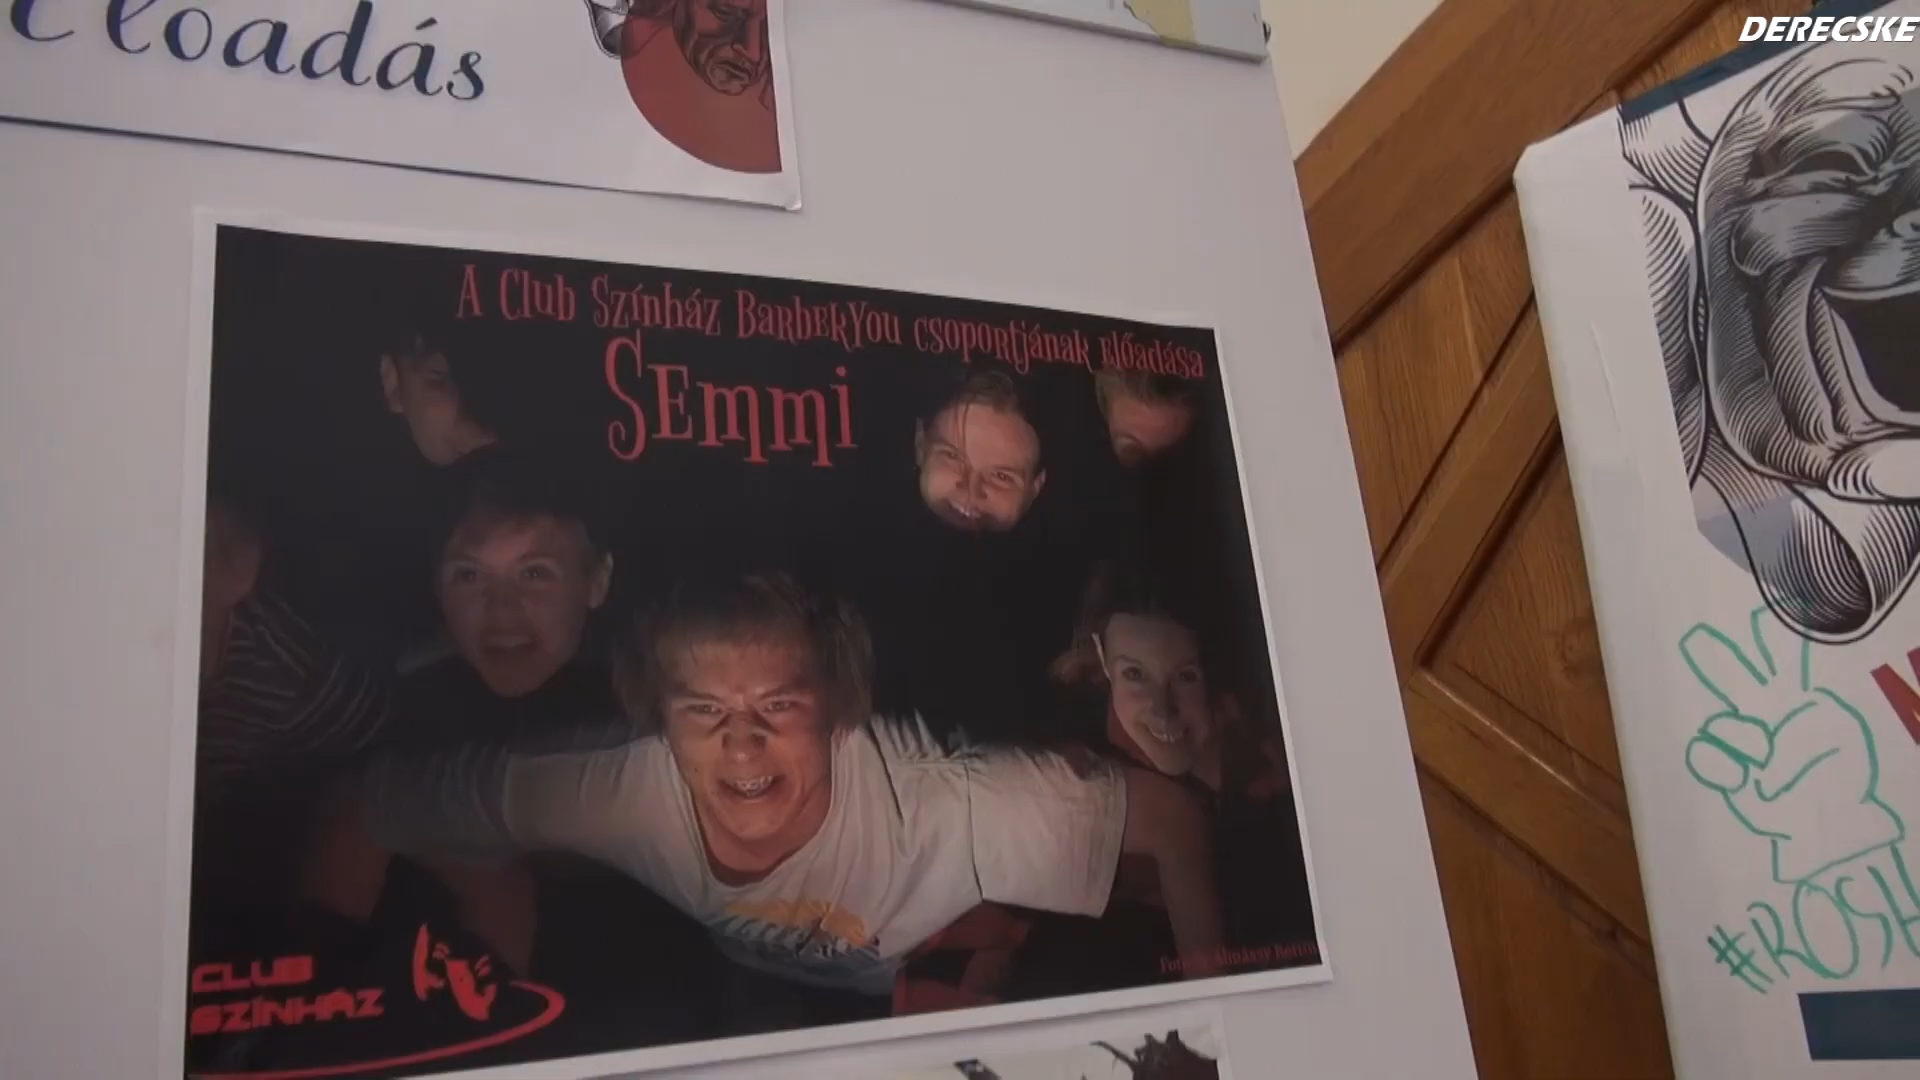 DERECSKE
Előadás
A Club Színház BarbekYou csoportjának előadása
Semmi
CLUB
SZÍNHÁZ